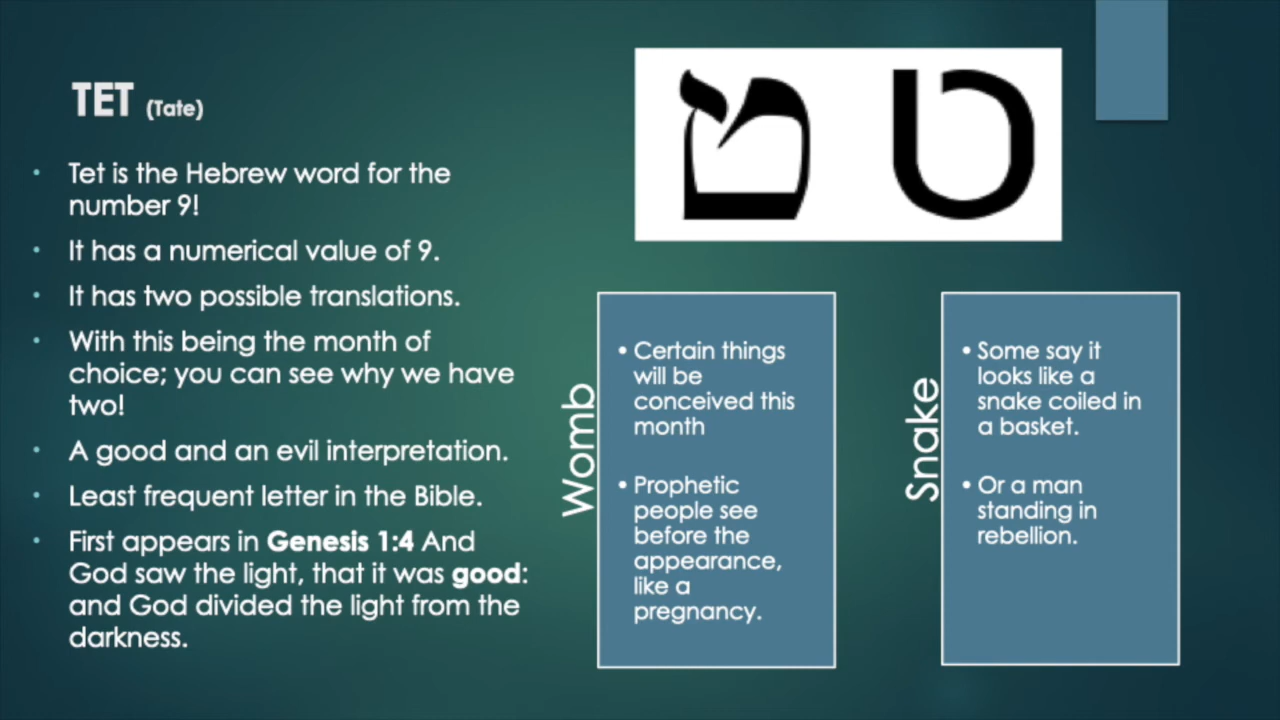 TET (Tate)
• Tet is the Hebrew word for the
number 9!
• It has a numerical value of 9.
• It has two possible translations.
• With this being the month of
choice; you can see why we have
two!
• A good and an evil interpretation.
• Least frequent letter in the Bible.
• First appears in Genesis 1:4 And
God saw the light, that it was good:
and God divided the light from the
darkness.
ט ט
Womb
• Certain things
will be
conceived this
month
• Prophetic
people see
before the
appearance,
like a
pregnancy.
Snake
• Some say it
looks like a
snake coiled in
a basket.
• Or a man
standing in
rebellion.